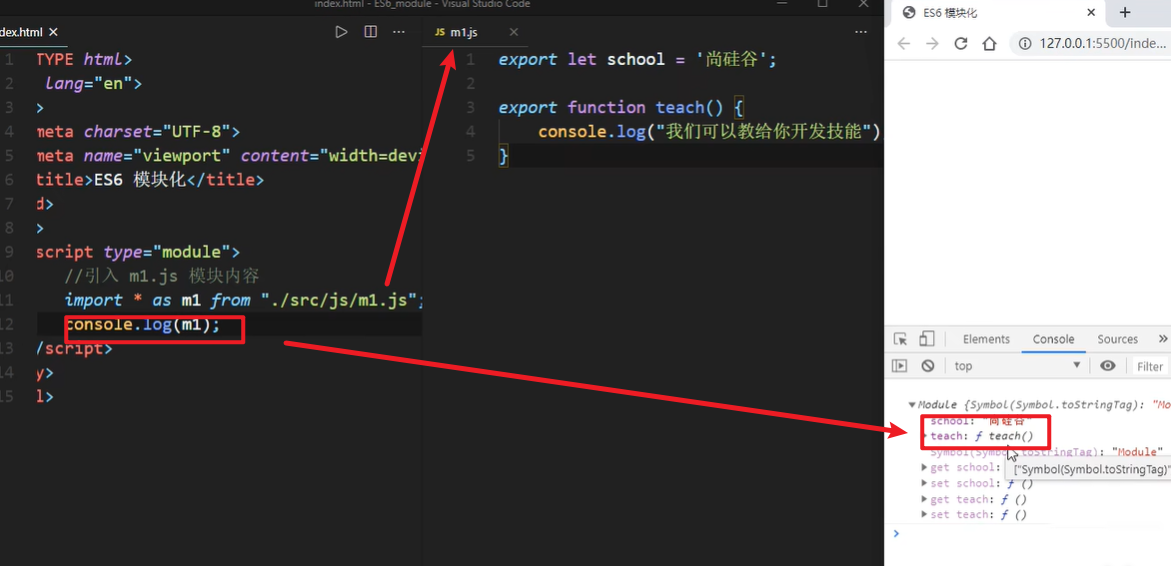 index.html - ES6_module - Visual Studio Code
dex.html ×
1 TYPE html>
2 lang="en">
3 >
4 meta charset="UTF-8">
5 meta name="viewport" content="width=devi
6 title>ES6 模块化</title>
7 d>
8 >
9 script type="module">
10 //引入 m1.js 模块内容
11 import * as m1 from "./src/js/m1.js";
12 console.log(m1);
13 /script>
14 y>
15 l>
JS m1.js ×
1 export let school = '尚硅谷';
2
3 export function teach() {
4 console.log("我们可以教给你开发技能")
5 }
ES6 模块化 × +
127.0.0.1:5500/inde...
Elements Console Sources »
top ▼ Filter
▼Module {Symbol(Symbol.toStringTag): "Mo
school: "尚硅谷"
teach: ƒ teach()
Symbol(Symbol.toStringTag): "Module"
["Symbol(Symbol.toStringTag)"
▶ get school:
▶ set school: ƒ ()
▶ get teach: ƒ ()
▶ set teach: ƒ ()
>